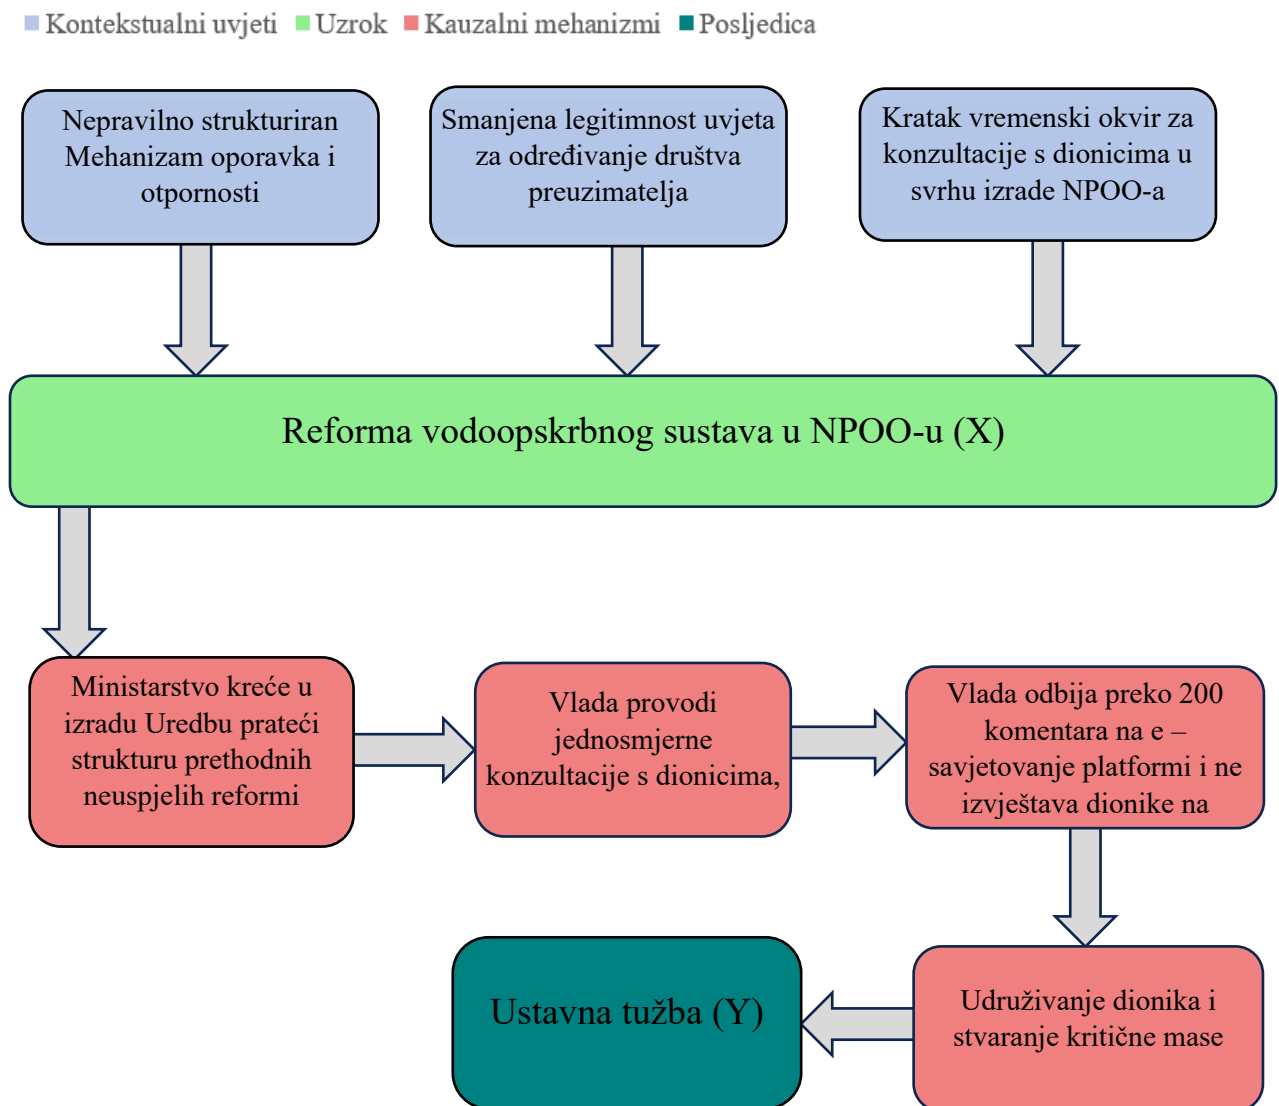 Kontekstualni uvjeti Uzrok Kauzalni mehanizmi Posljedica
Nepravilno strukturiran
Mehanizam oporavka i
otpornosti
Smanjena legitimnost uvjeta
za određivanje društva
preuzimatelja
Kratak vremenski okvir za
konzultacije s dionicima u
svrhu izrade NPOO-a
Reforma vodoopskrbnog sustava u NPOO-u (X)
Ministarstvo kreće u
izradu Uredbu prateći
strukturu prethodnih
neuspjelih reformi
Vlada provodi
jednosmjerne
konzultacije s dionicima,
Vlada odbija preko 200
komentara na e –
savjetovanje platformi i ne
izvještava dionike na
Udruživanje dionika i
stvaranje kritične mase
Ustavna tužba (Y)